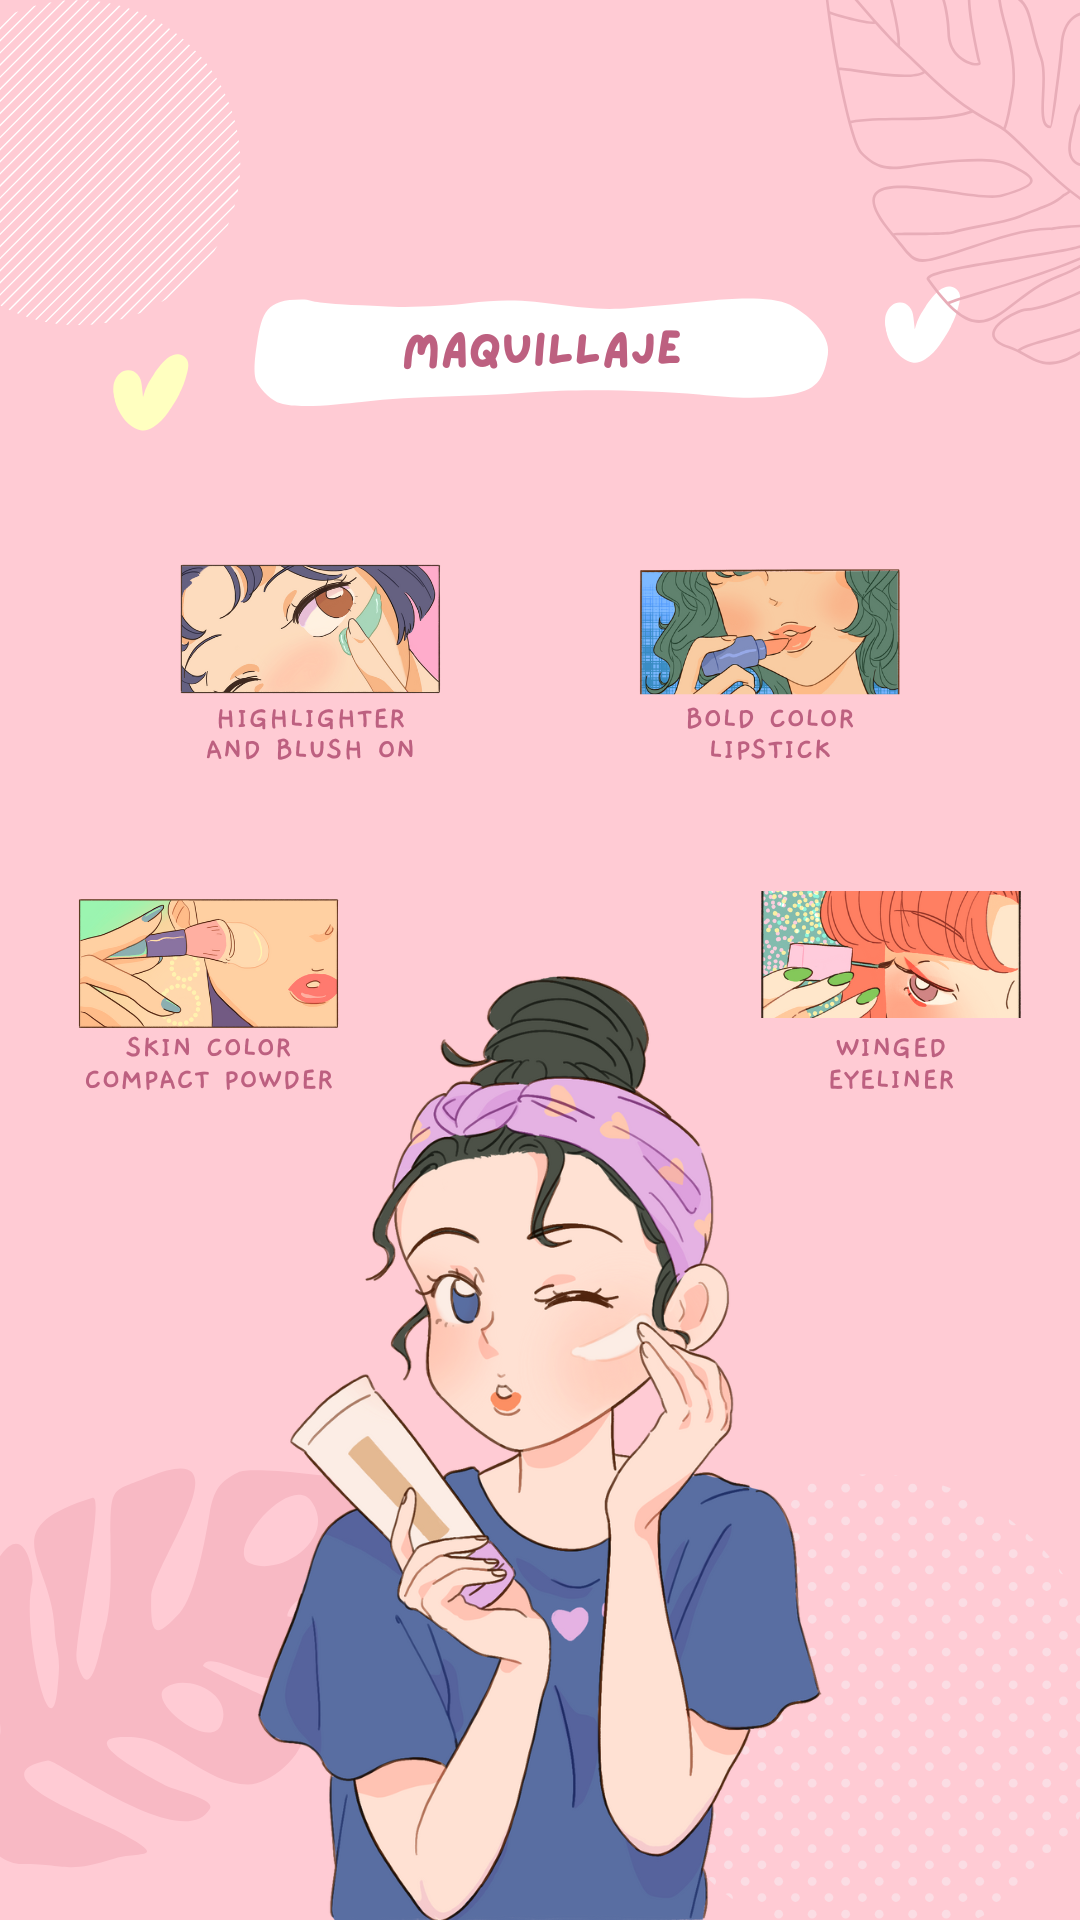 MAQUILLAJE
HIGHLIGHTER
AND BLUSH ON
BOLD COLOR
LIPSTICK
SKIN COLOR
COMPACT POWDER
WINGED
EYELINER